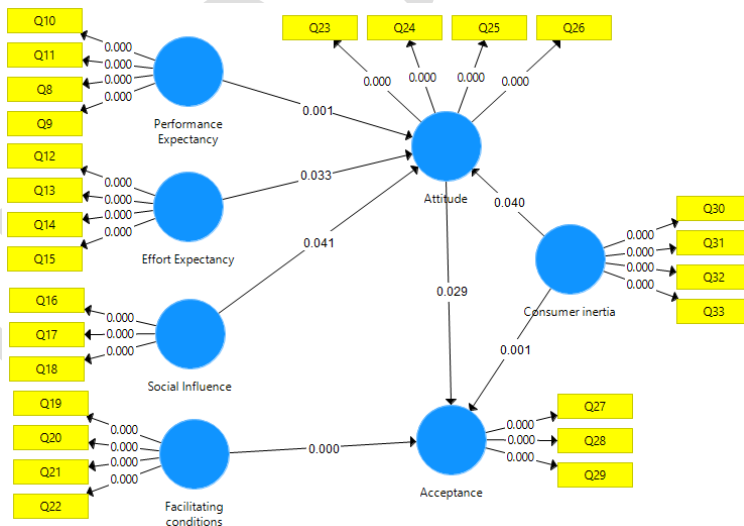 Q10
Q11
Q8
Q9
0.000
0.000
0.000
0.000
Performance
Expectancy
Q12
Q13
Q14
Q15
0.000
0.000
0.000
0.000
Effort Expectancy
Q16
Q17
Q18
0.000
0.000
0.000
Social Influence
Q19
Q20
Q21
Q22
0.000
0.000
0.000
0.000
Facilitating
conditions
Q23
Q24
Q25
Q26
0.000
0.000
0.000
0.000
0.001
0.033
0.041
Attitude
0.040
0.029
Consumer inertia
0.000
0.000
0.000
0.000
Q30
Q31
Q32
Q33
0.001
0.000
Acceptance
0.000
0.000
0.000
Q27
Q28
Q29